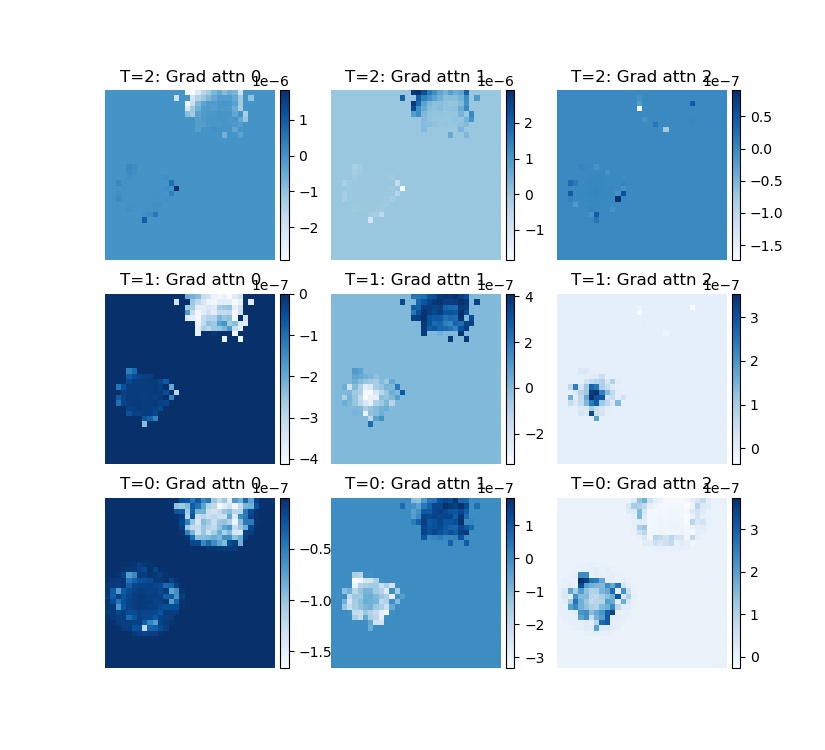 T=2: Grad attn 0
1e−6
1
0
−1
−2
T=2: Grad attn 1
1e−6
2
1
0
−1
T=2: Grad attn 2
1e−7
0.5
0.0
−0.5
−1.0
−1.5
T=1: Grad attn 0
1e−7
0
−1
−2
−3
−4
T=1: Grad attn 1
1e−7
4
2
0
−2
T=1: Grad attn 2
1e−7
3
2
1
0
T=0: Grad attn 0
1e−7
−0.5
−1.0
−1.5
T=0: Grad attn 1
1e−7
1
0
−1
−2
−3
T=0: Grad attn 2
1e−7
3
2
1
0